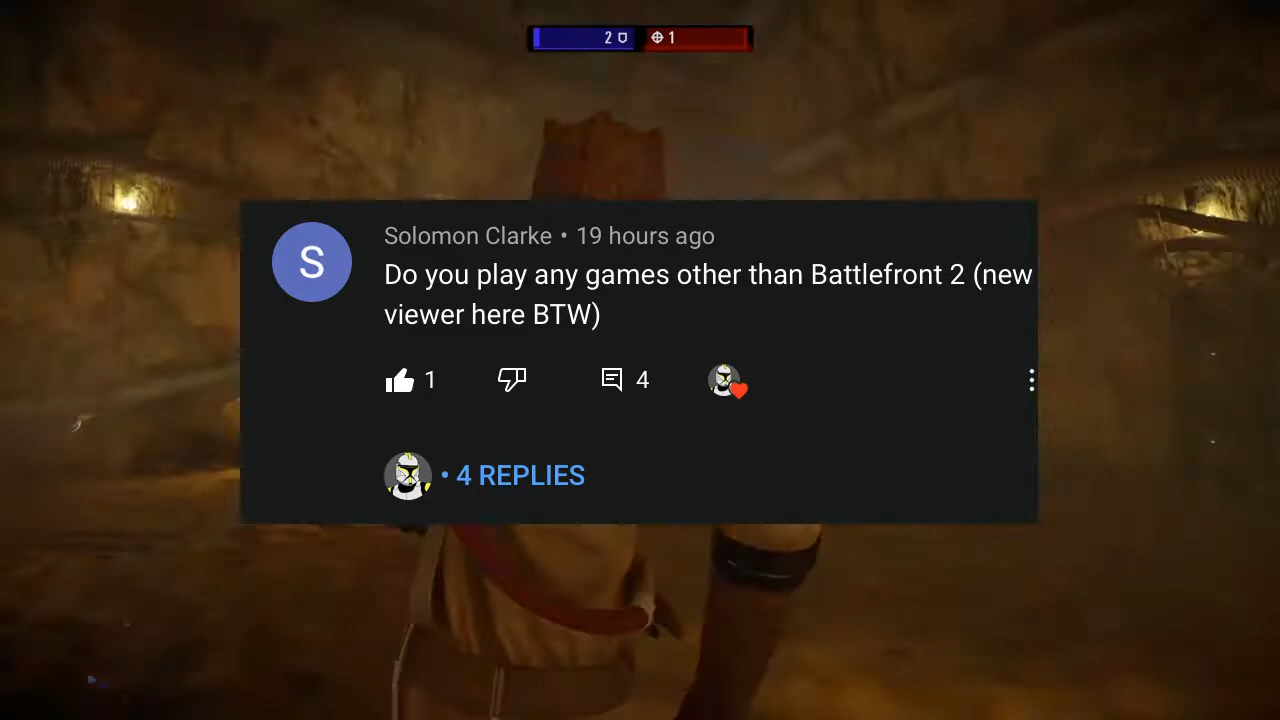 2 1
S
Solomon Clarke • 19 hours ago
Do you play any games other than Battlefront 2 (new
viewer here BTW)
1 4
• 4 REPLIES